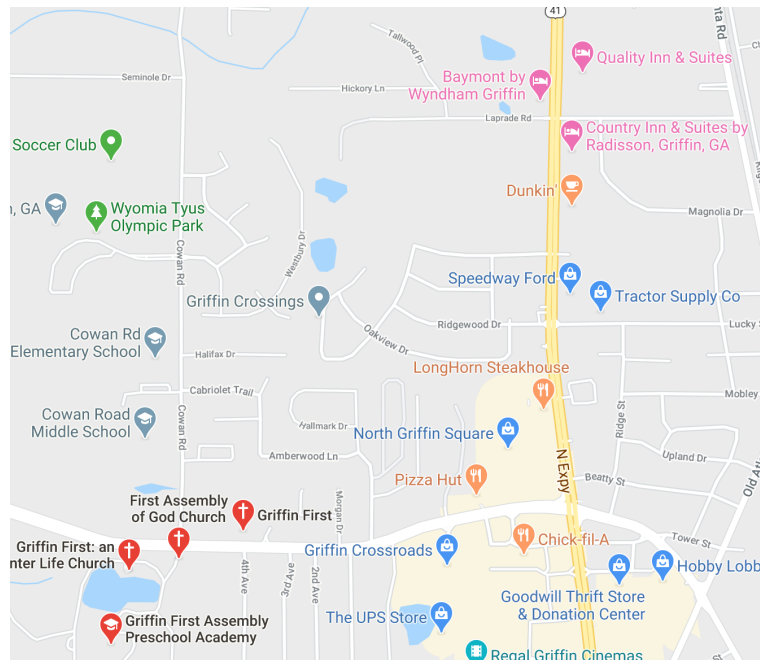 41
nta Rd
Tallwood Pl
Quality Inn & Suites
Seminole Dr
Baymont by
Wyndham Griffin
Hickory Ln
Laprade Rd
Country Inn & Suites by
Radisson, Griffin, GA
Soccer Club
Dunkin'
n, GA
Wyomia Tyus
Olympic Park
Magnolia Dr
Cowan Rd
Westbury Dr
Speedway Ford
Tractor Supply Co
Griffin Crossings
Ridgewood Dr
Lucky S
Oakview Dr
Cowan Rd
Elementary School
Halifax Dr
LongHorn Steakhouse
Cabriolet Trail
Mobley
Cowan Road
Middle School
Cowan Rd
Hallmark Dr
North Griffin Square
Ridge St
Upland Dr
Amberwood Ln
N Expy
Pizza Hut
Beatty St
Old Atl
Morgan Dr
First Assembly
of God Church
Griffin First
Tower St
Griffin First: an
nter Life Church
Griffin Crossroads
Chick-fil-A
Hobby Lobb
4th Ave
3rd Ave
2nd Ave
Goodwill Thrift Store
& Donation Center
Griffin First Assembly
Preschool Academy
The UPS Store
Regal Griffin Cinemas